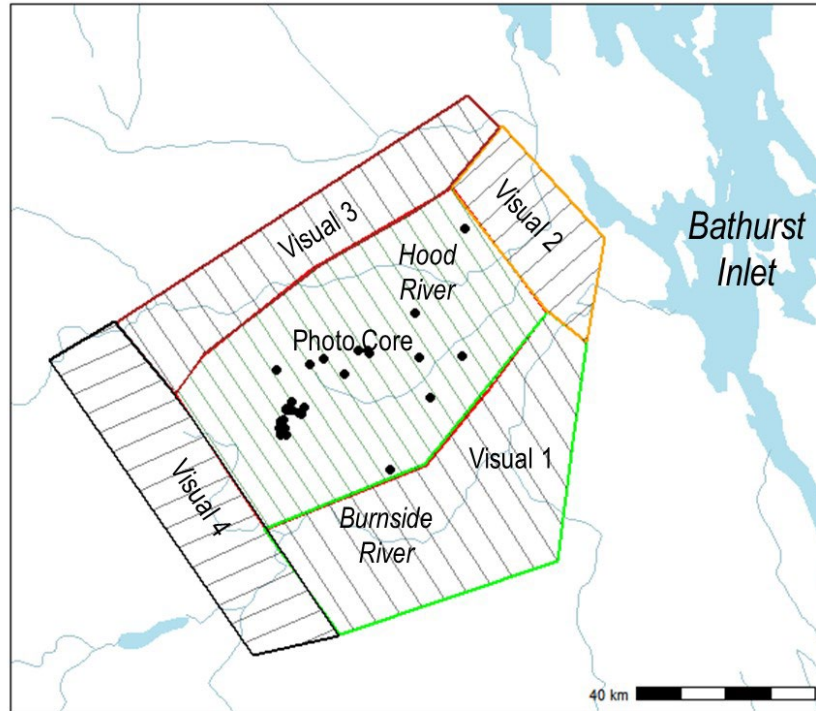 Visual 3
Visual 2
Bathurst
Inlet
Hood
River
Photo Core
Visual 1
Visual 4
Burnside
River
40 km